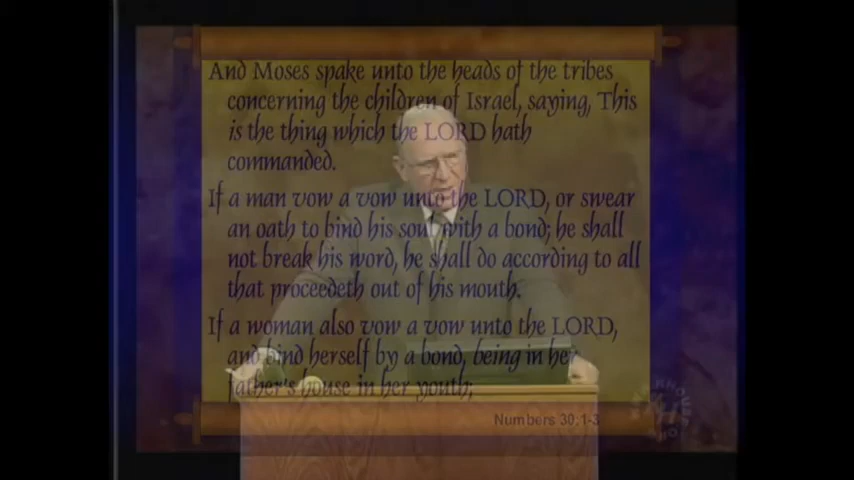 And Moses spake unto the heads of the tribes
concerning the children of Israel, saying, This
is the thing which the LORD hath
commanded.
If a man vow a vow unto the LORD, or swear
an oath to bind his soul with a bond; he shall
not break his word, he shall do according to all
that proceedeth out of his mouth.
If a woman also vow a vow unto the LORD,
and bind herself by a bond, being in her
father's house in her youth;
Numbers 30:1-3